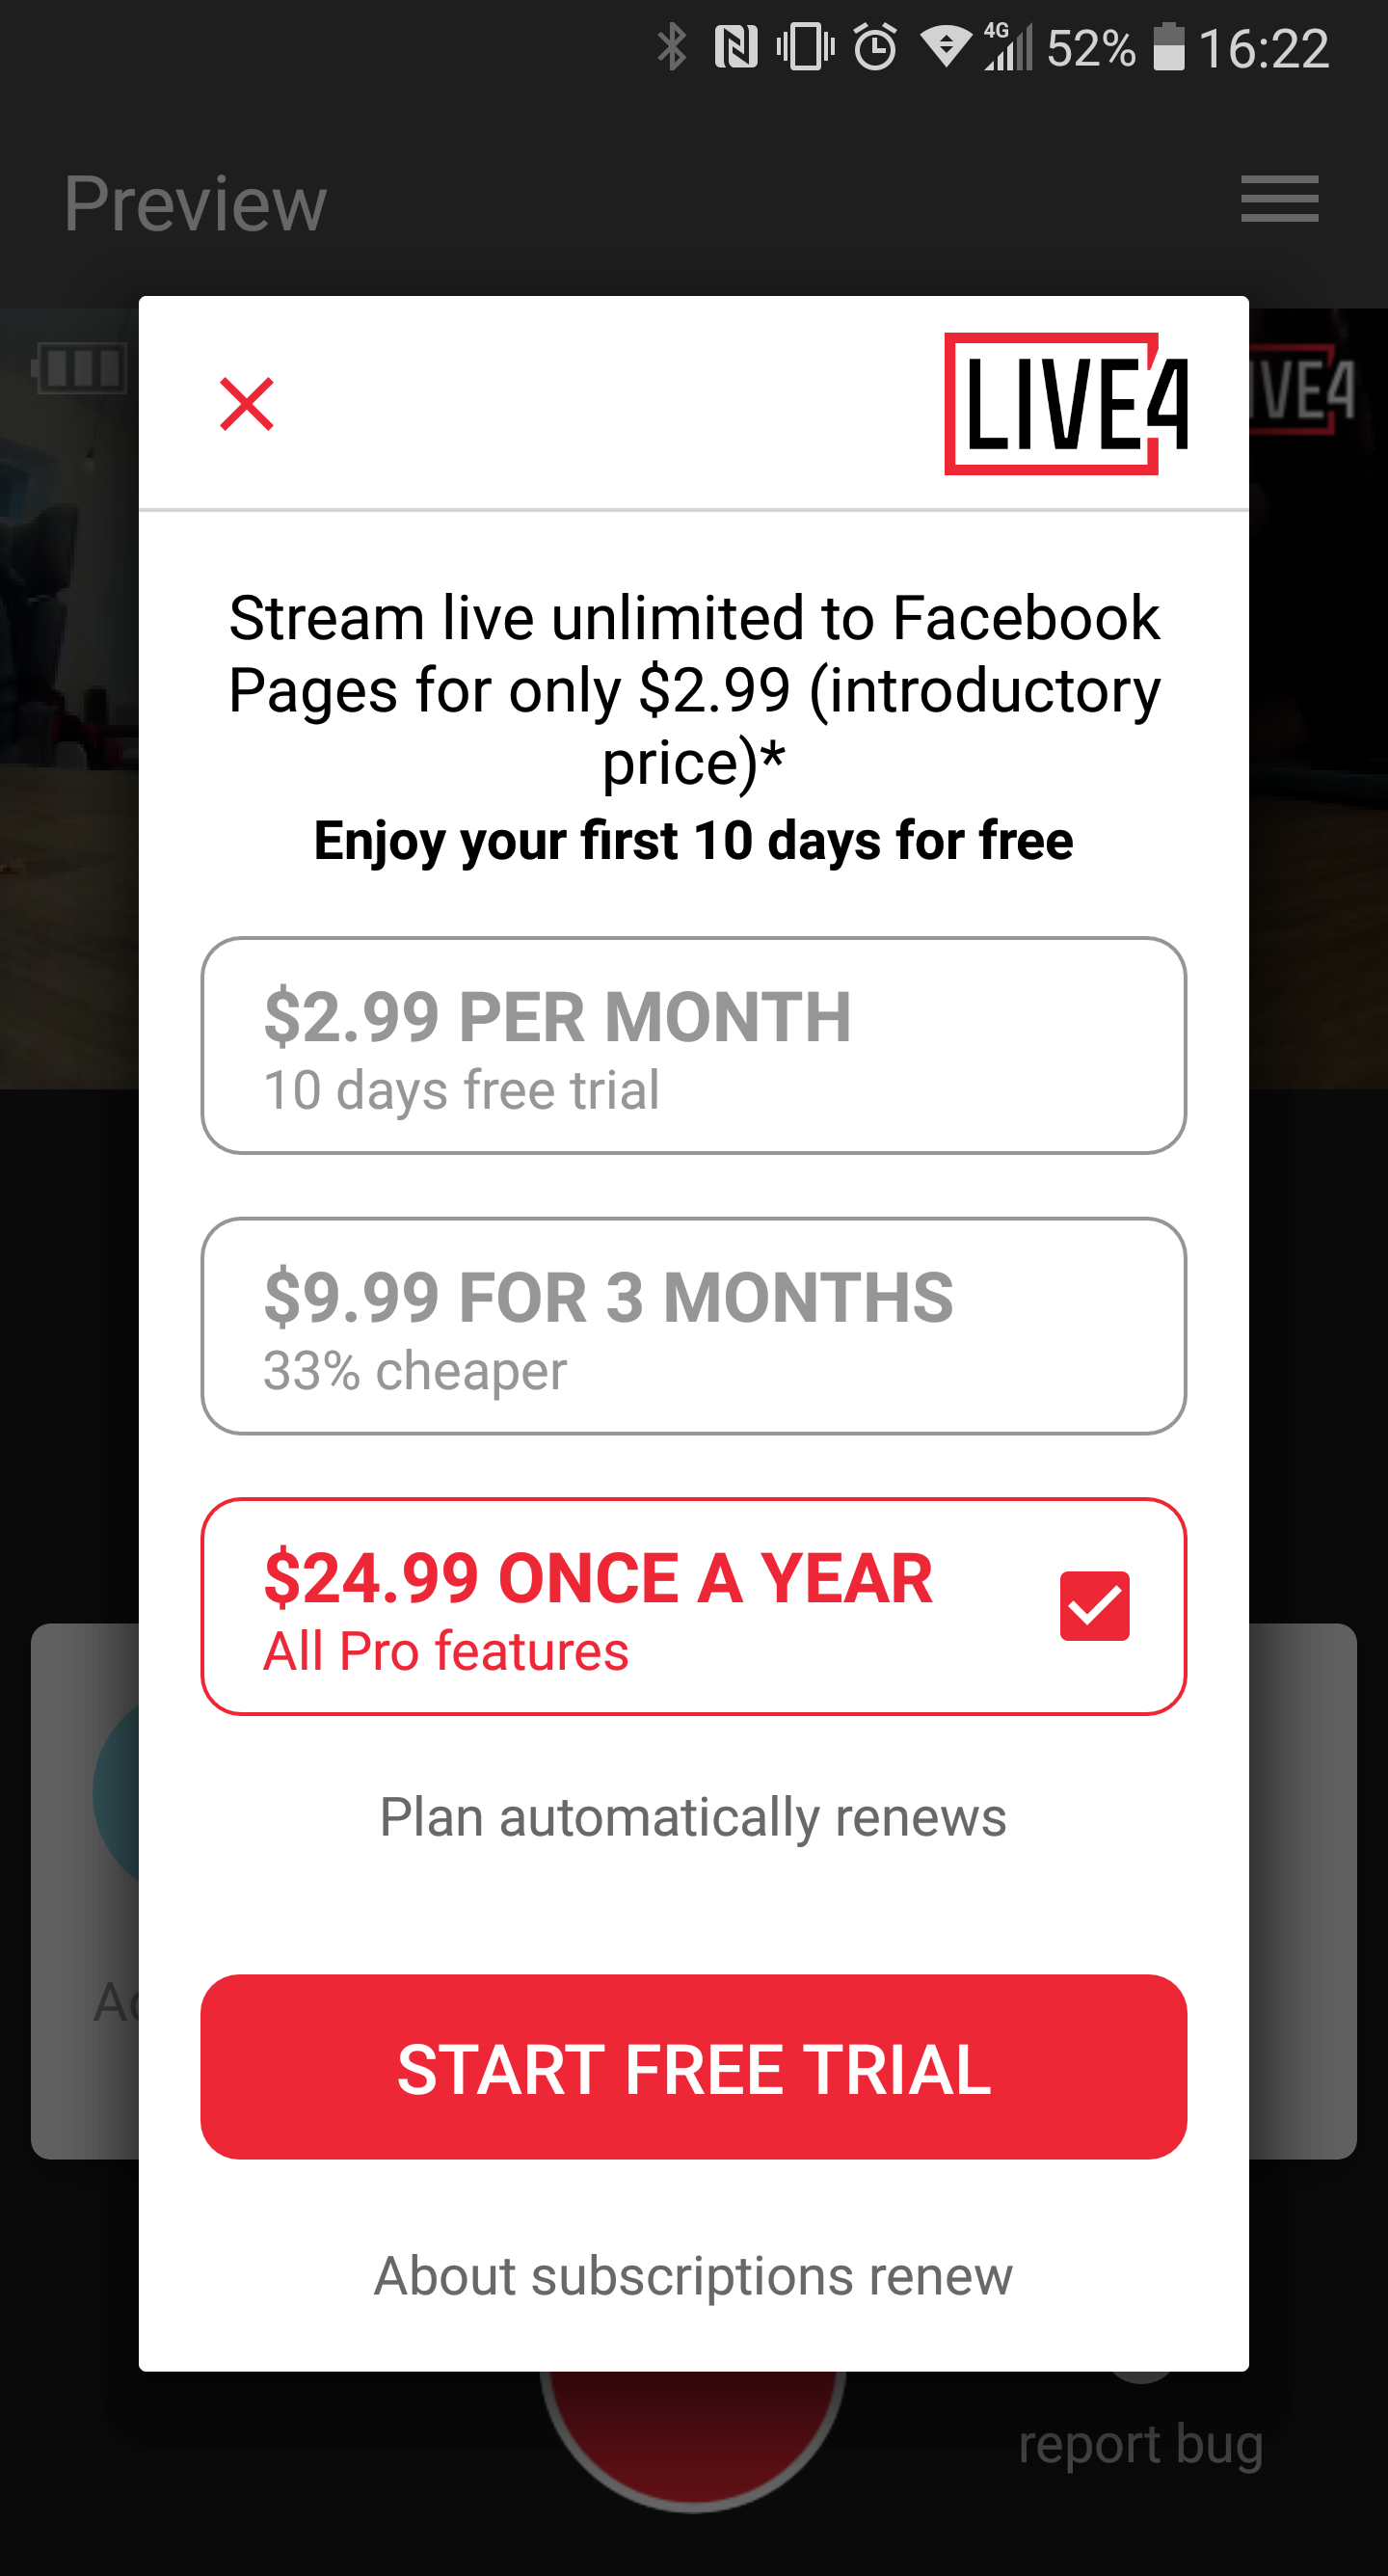 4G 52% 16:22
Preview
LIVE4
Stream live unlimited to Facebook
Pages for only $2.99 (introductory
price)*
Enjoy your first 10 days for free
$2.99 PER MONTH
10 days free trial
$9.99 FOR 3 MONTHS
33% cheaper
$24.99 ONCE A YEAR
All Pro features
Plan automatically renews
START FREE TRIAL
About subscriptions renew
report bug